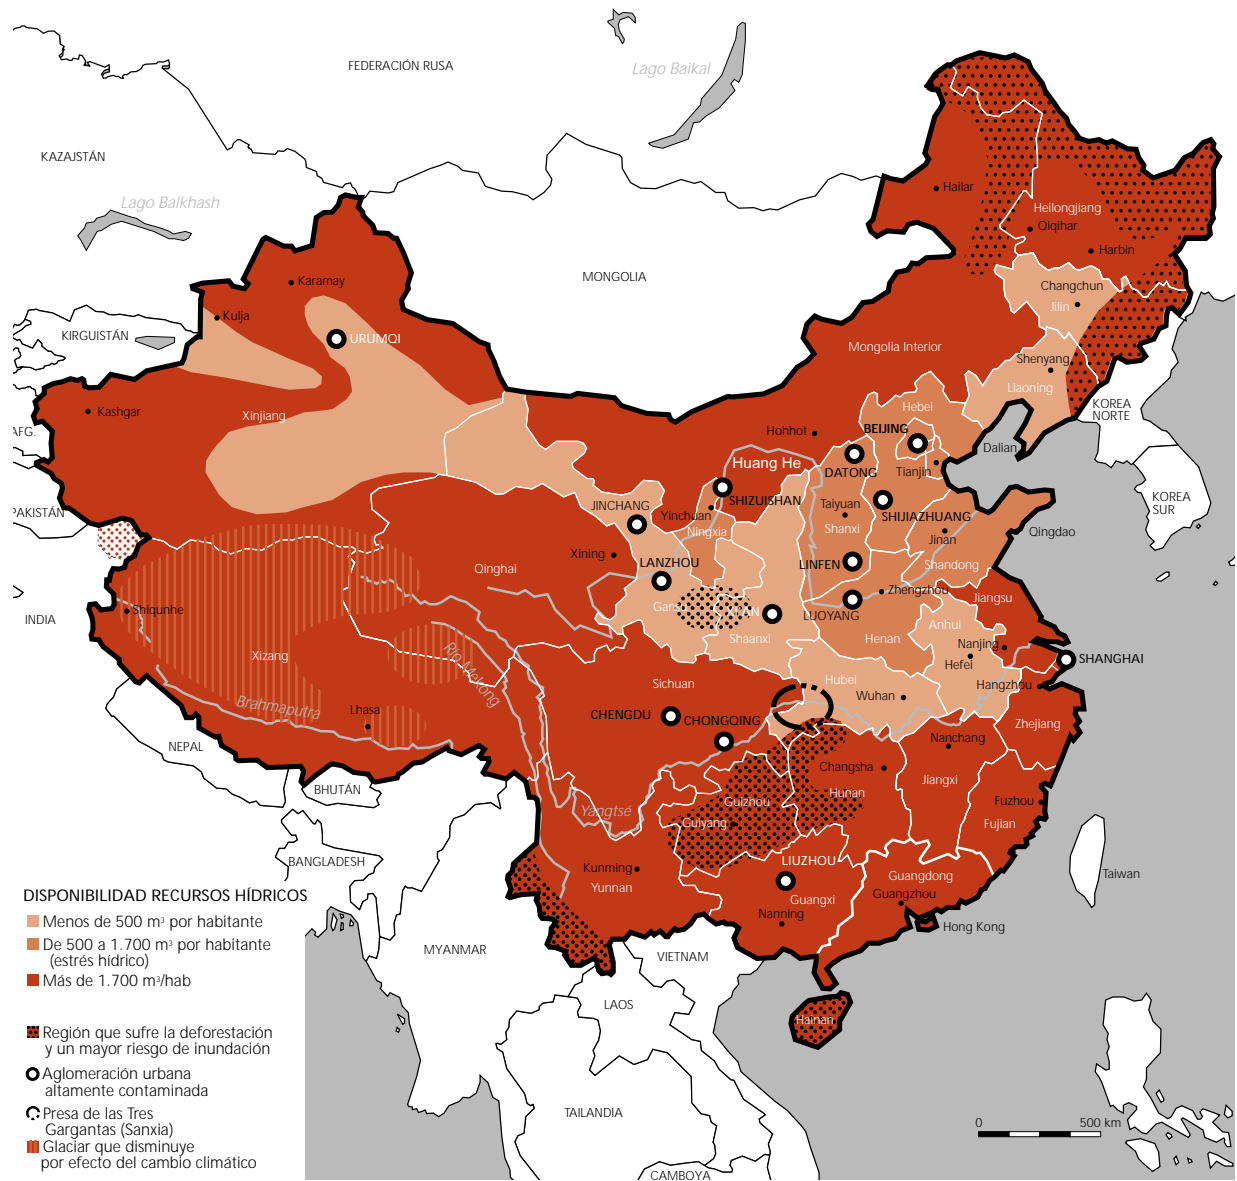 FEDERACIÓN RUSA
Lago Baikal
KAZAJSTÁN
Lago Balkhash
Hailar
Heilongjiang
Qiqihar
Harbin
MONGOLIA
Karamay
Changchun
Jilin
Kulja
KIRGUISTÁN
URUMQI
Mongolia Interior
Shenyang
Liaoning
Kashgar
Xinjiang
Hebei
KOREA
NORTE
AFG.
Hohhot
BEIJING
Dalian
Huang He
DATONG
Tianjin
PAKISTÁN
JINCHANG
SHIZUISHAN
Taiyuan
KOREA
SUR
Yinchuan
SHIJIAZHUANG
Ningxia
Shanxi
Qingdao
Jinan
Xining
Qinghai
LANZHOU
LINFEN
Shandong
Zhengzhou
Jiangsu
INDIA
Shiqunhe
Gansu
XI'AN
LUOYANG
Anhui
Shaanxi
Henan
Nanjing
Xizang
Río Mekong
Hefei
SHANGHAI
Sichuan
Hubei
Hangzhou
Brahmaputra
Wuhan
Lhasa
CHENGDU
CHONGQING
Zhejiang
NEPAL
Nanchang
Changsha
Jiangxi
BHUTÁN
Guizhou
Hunan
Fuzhou
Yangtsé
Guiyang
Fujian
BANGLADESH
Kunming
LIUZHOU
Yunnan
Guangdong
Taiwan
Guangxi
Guangzhou
Nanning
Hong Kong
MYANMAR
VIETNAM
LAOS
Hainan
TAILANDIA
CAMBOYA
0 500 km
DISPONIBILIDAD RECURSOS HÍDRICOS
Menos de 500 m³ por habitante
De 500 a 1.700 m³ por habitante
(estrés hídrico)
Más de 1.700 m³/hab
Región que sufre la deforestación
y un mayor riesgo de inundación
Aglomeración urbana
altamente contaminada
Presa de las Tres
Gargantas (Sanxia)
Glaciar que disminuye
por efecto del cambio climático